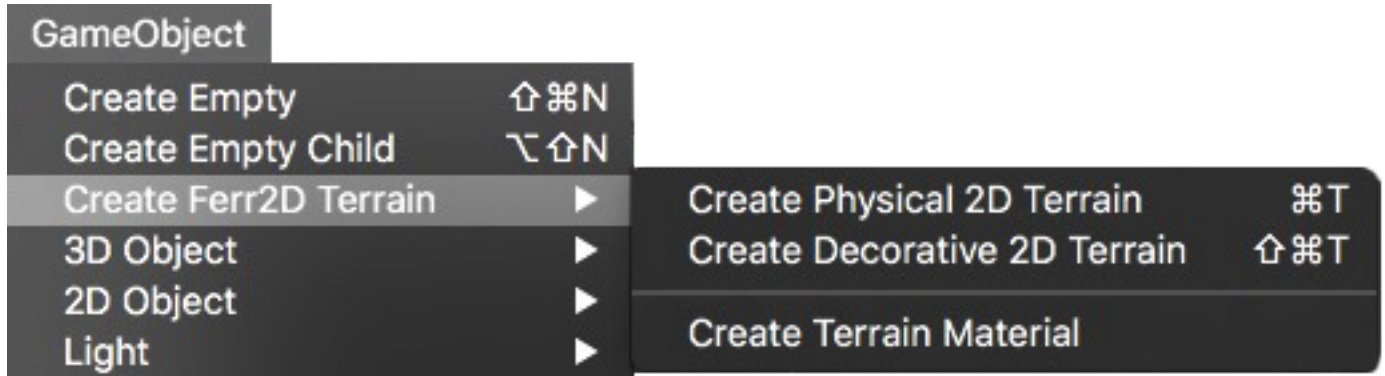 GameObject
Create Empty ⇧⌘N
Create Empty Child ⌥⇧N
Create Ferr2D Terrain ▶
Create Physical 2D Terrain ⌘T
3D Object ▶
Create Decorative 2D Terrain ⇧⌘T
2D Object ▶
Light ▶
Create Terrain Material